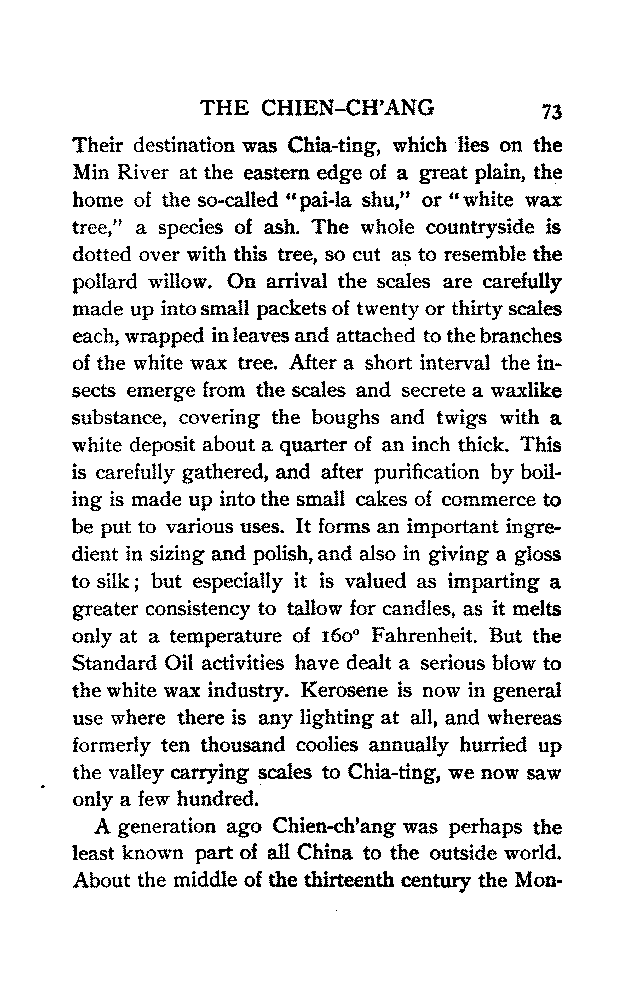 THE CHIEN-CH'ANG 73
Their destination was Chia-ting, which lies on the
Min River at the eastern edge of a great plain, the
home of the so-called "pai-la shu," or "white wax
tree," a species of ash. The whole countryside is
dotted over with this tree, so cut as to resemble the
pollard willow. On arrival the scales are carefully
made up into small packets of twenty or thirty scales
each, wrapped in leaves and attached to the branches
of the white wax tree. After a short interval the in-
sects emerge from the scales and secrete a waxlike
substance, covering the boughs and twigs with a
white deposit about a quarter of an inch thick. This
is carefully gathered, and after purification by boil-
ing is made up into the small cakes of commerce to
be put to various uses. It forms an important ingre-
dient in sizing and polish, and also in giving a gloss
to silk; but especially it is valued as imparting a
greater consistency to tallow for candles, as it melts
only at a temperature of 160° Fahrenheit. But the
Standard Oil activities have dealt a serious blow to
the white wax industry. Kerosene is now in general
use where there is any lighting at all, and whereas
formerly ten thousand coolies annually hurried up
the valley carrying scales to Chia-ting, we now saw
only a few hundred.
A generation ago Chien-ch'ang was perhaps the
least known part of all China to the outside world.
About the middle of the thirteenth century the Mon-